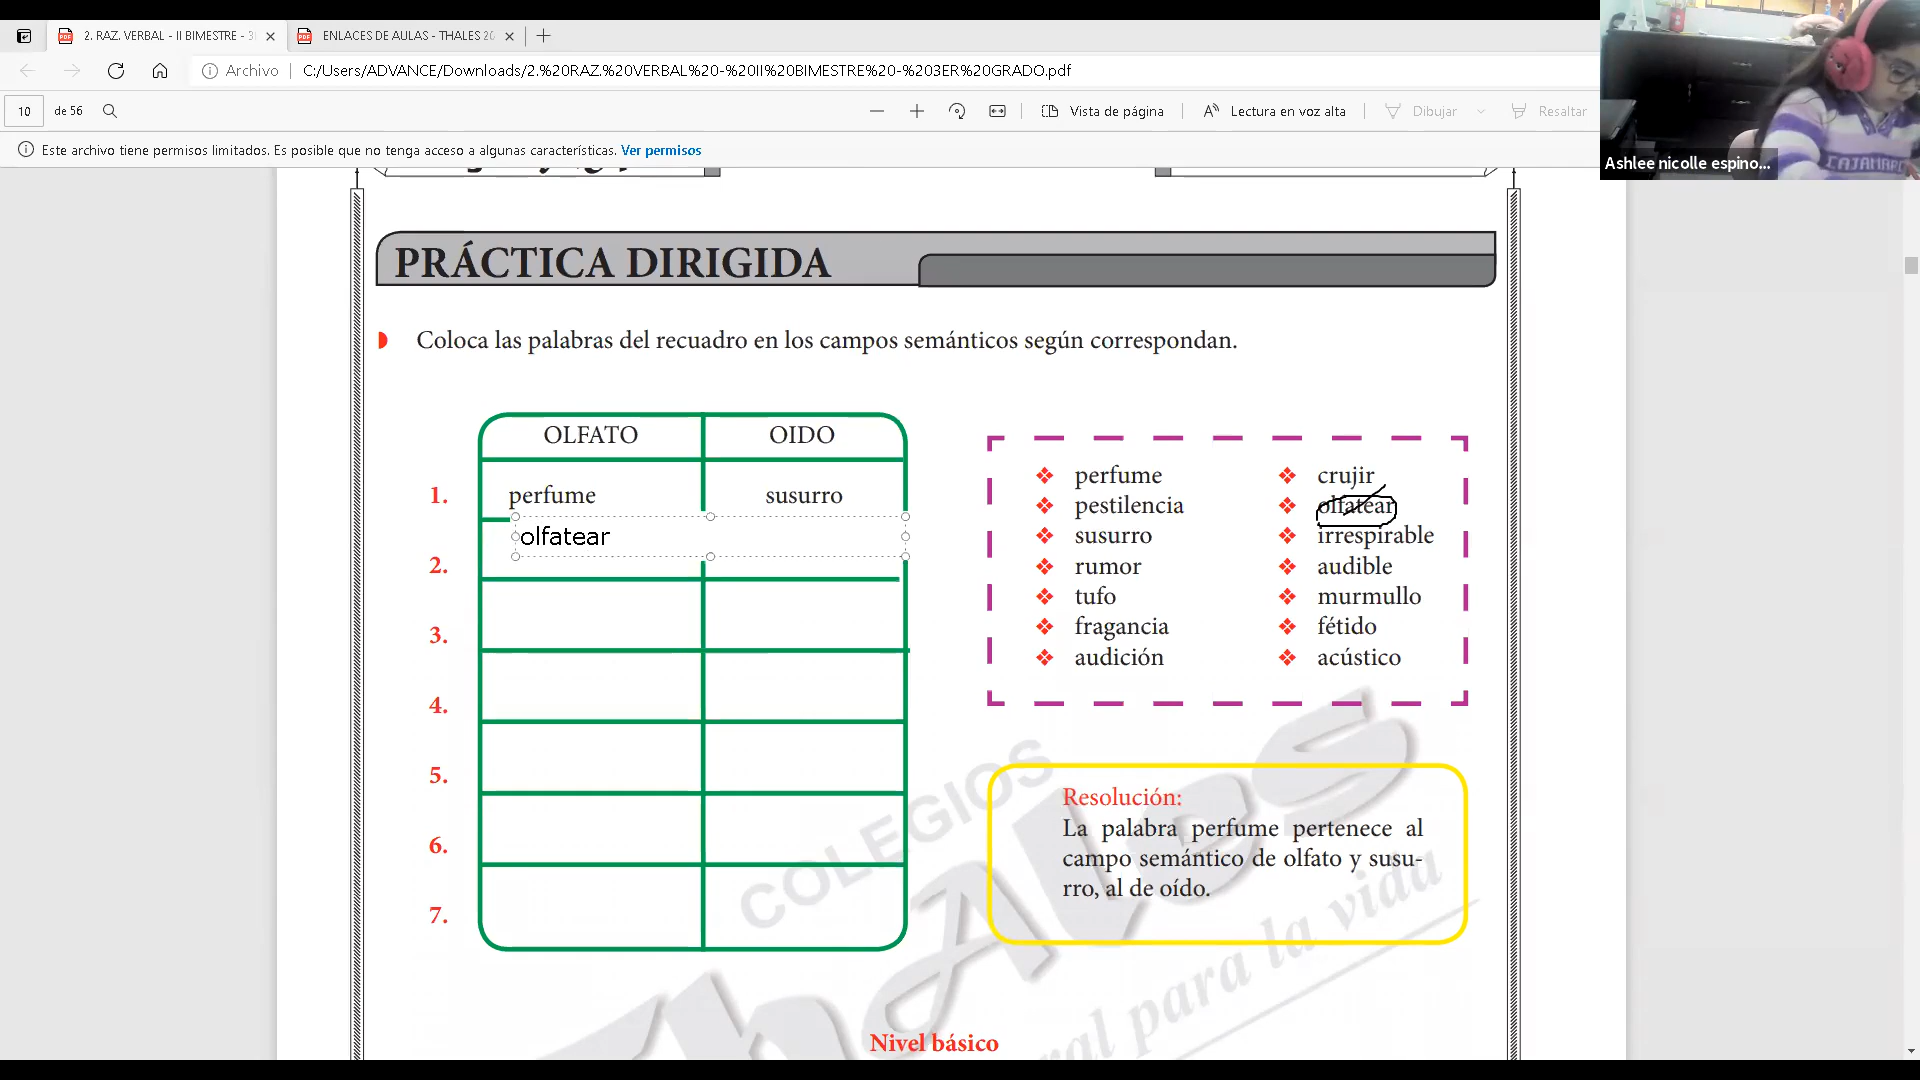 2. RAZ. VERBAL - II BIMESTRE - 3
ENLACES DE AULAS - THALES 20
Archivo
C:/Users/ADVANCE/Downloads/2.%20RAZ.%20VERBAL%20-%20II%20BIMESTRE%20-%203ER%20GRADO.pdf
10 de 56
Vista de página
Lectura en voz alta
Dibujar
Resaltar
Este archivo tiene permisos limitados. Es posible que no tenga acceso a algunas características. Ver permisos
Ashlee nicolle espino...
CAJAMARC
PRÁCTICA DIRIGIDA
Coloca las palabras del recuadro en los campos semánticos según correspondan.
OLFATO OIDO
1. perfume susurro
olfatear
2.
3.
4.
5.
6.
7.
perfume
pestilencia
susurro
rumor
tufo
fragancia
audición
crujir
olfatear
irrespirable
audible
murmullo
fétido
acústico
Resolución:
La palabra perfume pertenece al
campo semántico de olfato y susu-
rro, al de oído.
COLEGIOS
Thales
ral para la vida
Nivel básico